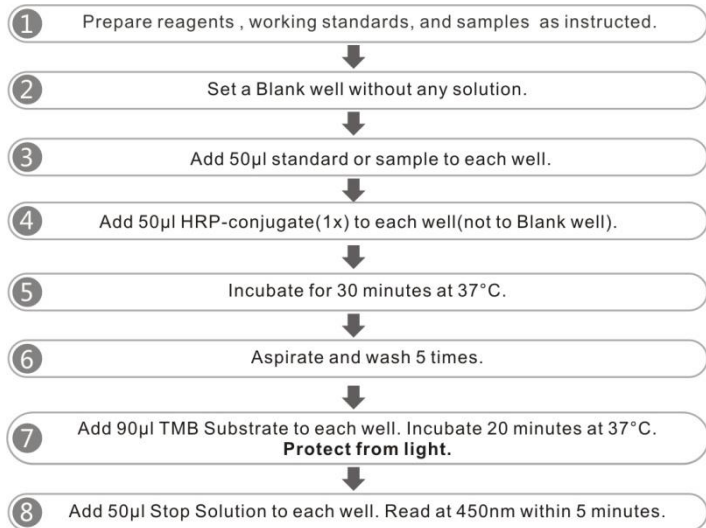 1 Prepare reagents , working standards, and samples as instructed.
2 Set a Blank well without any solution.
3 Add 50μl standard or sample to each well.
4 Add 50μl HRP-conjugate(1x) to each well(not to Blank well).
5 Incubate for 30 minutes at 37°C.
6 Aspirate and wash 5 times.
7 Add 90μl TMB Substrate to each well. Incubate 20 minutes at 37°C.
Protect from light.
8 Add 50μl Stop Solution to each well. Read at 450nm within 5 minutes.